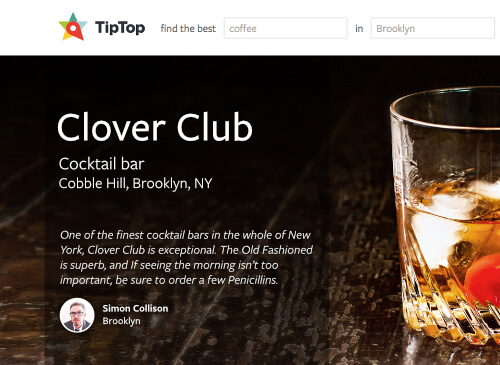 TipTop find the best coffee in Brooklyn
Clover Club
Cocktail bar
Cobble Hill, Brooklyn, NY
One of the finest cocktail bars in the whole of New
York, Clover Club is exceptional. The Old Fashioned
is superb, and If seeing the morning isn't too
important, be sure to order a few Penicillins.
Simon Collison
Brooklyn